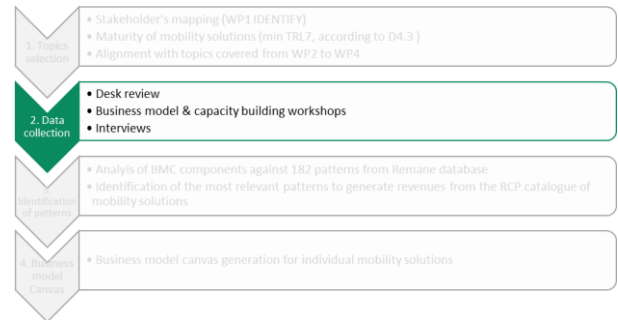 1. Topics
selection
• Stakeholder's mapping (WP1 IDENTIFY)
• Maturity of mobility solutions (min TRL7, according to D4.3 )
• Alignment with topics covered from WP2 to WP4
2. Data
collection
• Desk review
• Business model & capacity building workshops
• Interviews
3.
Identification
of patterns
• Analyis of BMC components against 182 patterns from Remane database
• Identification of the most relevant patterns to generate revenues from the RCP catalogue of
mobility solutions
4. Business
model
Canvas
• Business model canvas generation for individual mobility solutions